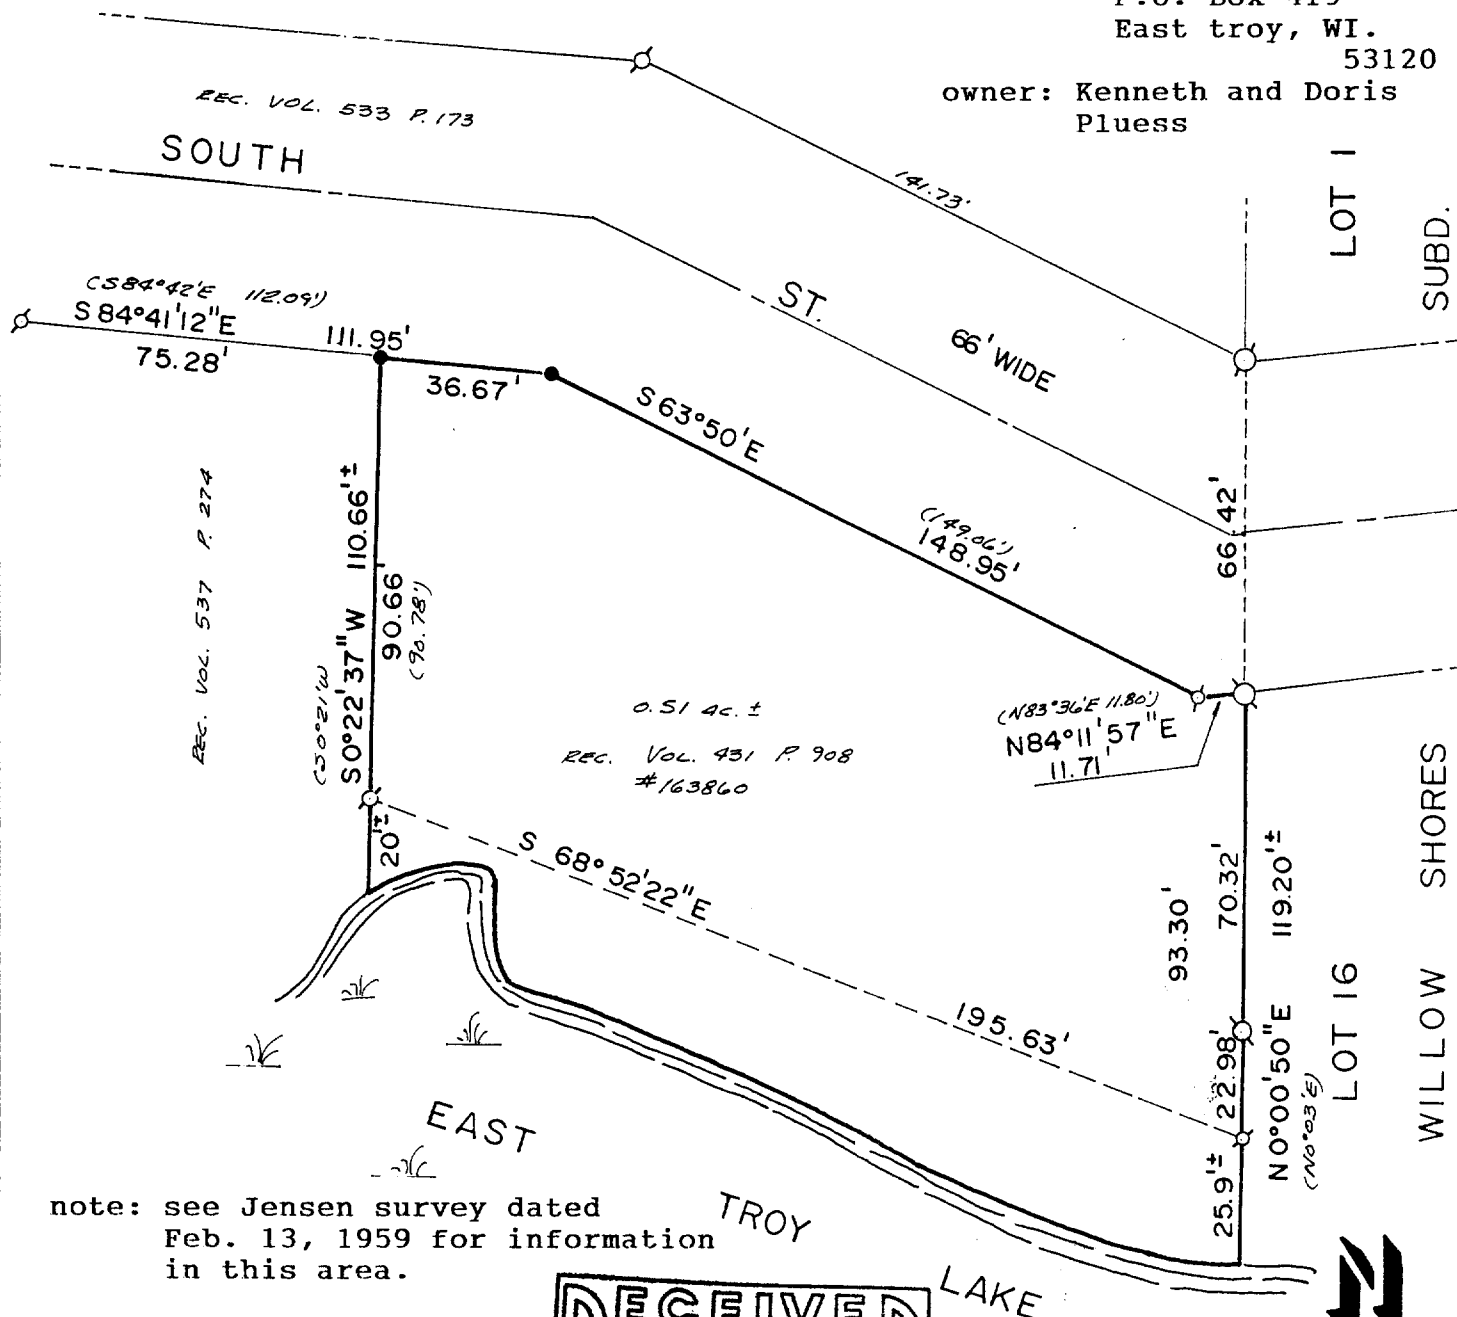 P.O. Box 419
East troy, WI.
53120
owner: Kenneth and Doris
Pluess
REC. VOL. 533 P. 173
SOUTH
ST.
66' WIDE
141.73'
LOT 1
SUBD.
(S84°42'E 112.09')
S84°41'12"E
111.95'
75.28'
36.67'
S63°50'E
(149.06')
148.95'
66.42'
REC. VOL. 537 P. 274
110.66'±
S0°22'37"W
(S0°21'W
90.66'
(90.78')
20'±
0.51 ac. ±
REC. VOL. 431 P. 908
#163860
(N83°36'E 11.80')
N84°11'57"E
11.71'
S 68°52'22"E
195.63'
93.30'
70.32'
119.20'±
22.98'
N0°00'50"E
(N0°03'E)
25.9'±
LOT 16
WILLOW SHORES
EAST
TROY
LAKE
note: see Jensen survey dated
Feb. 13, 1959 for information
in this area.
RECEIVED
N